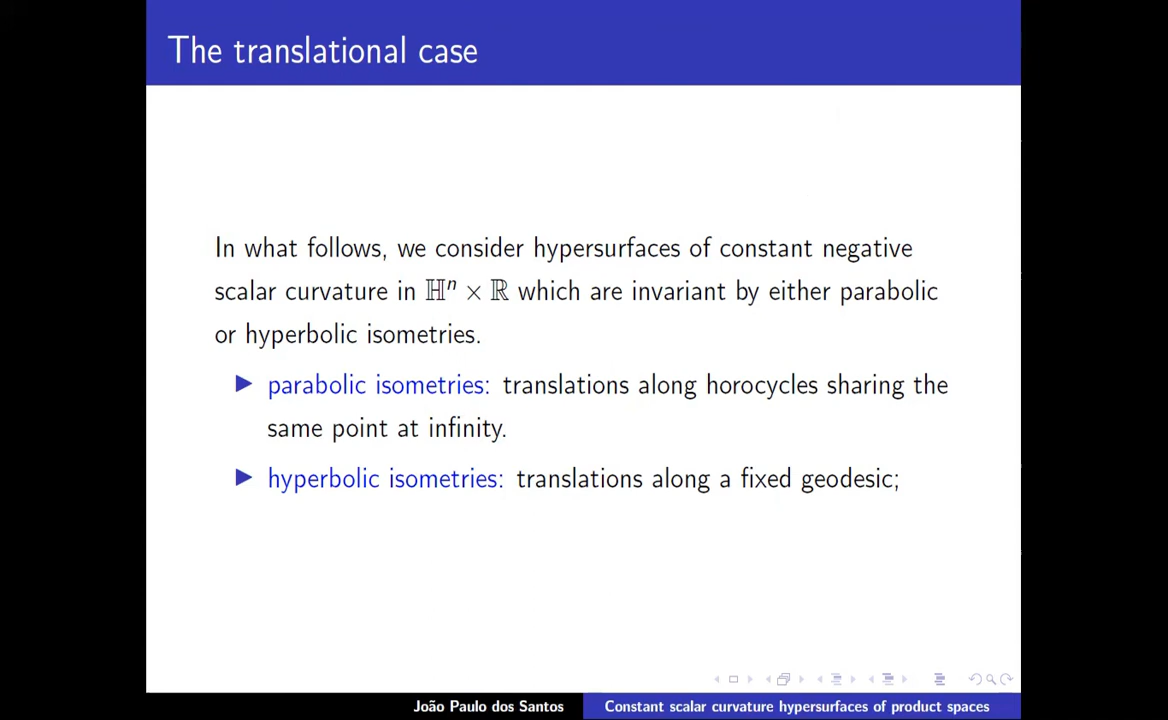 The translational case
In what follows, we consider hypersurfaces of constant negative
scalar curvature in ℍⁿ × ℝ which are invariant by either parabolic
or hyperbolic isometries.
▶ parabolic isometries: translations along horocycles sharing the
same point at infinity.
▶ hyperbolic isometries: translations along a fixed geodesic;
João Paulo dos Santos
Constant scalar curvature hypersurfaces of product spaces